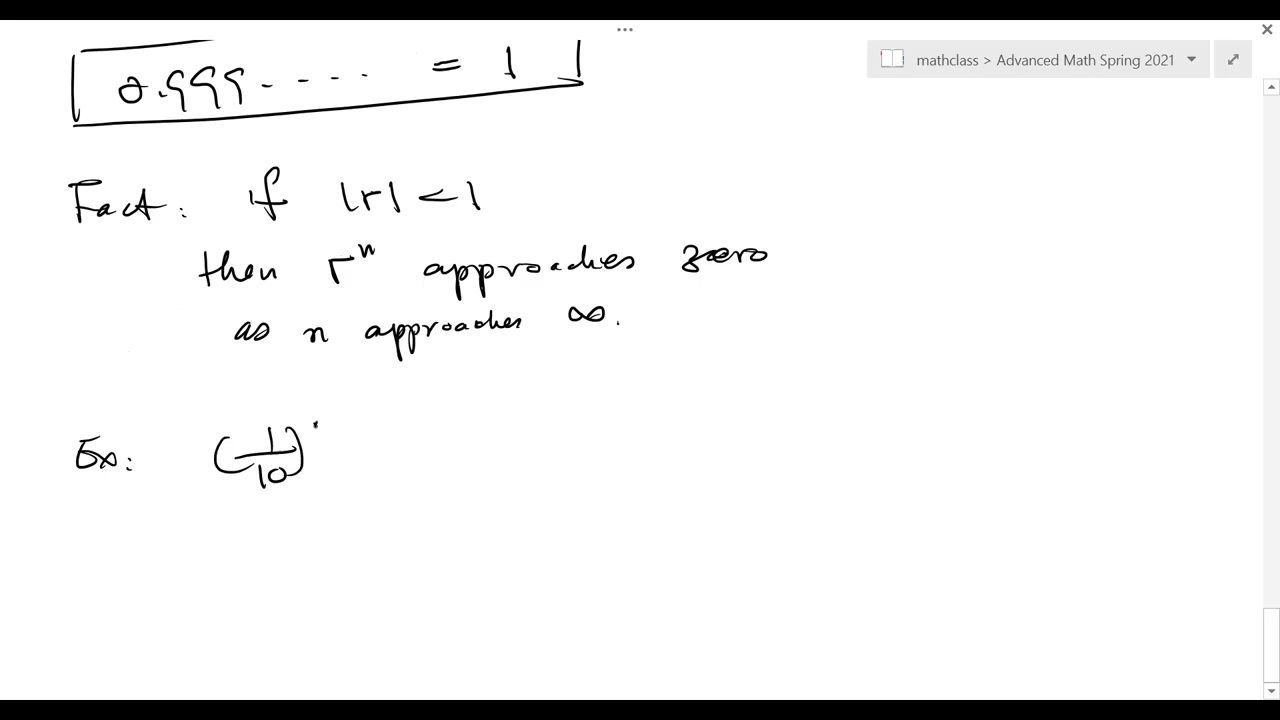 mathclass > Advanced Math Spring 2021
0.999..... = 1
Fact: if |r| < 1
then rⁿ approaches zero
as n approaches ∞.
Ex: (1/10)